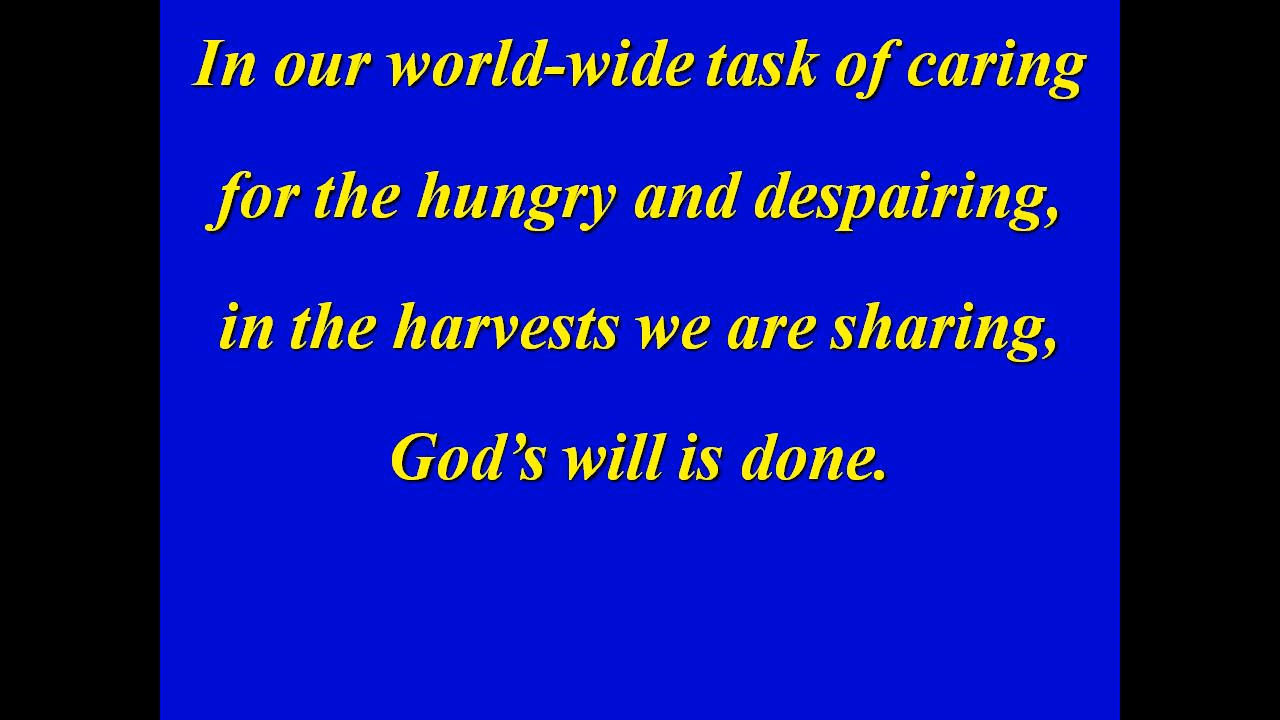 In our world-wide task of caring
for the hungry and despairing,
in the harvests we are sharing,
God’s will is done.